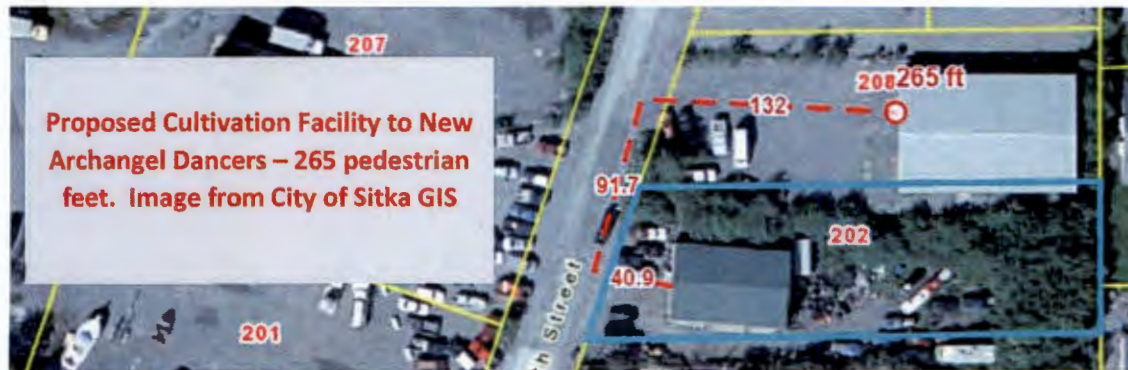 207
Proposed Cultivation Facility to New
Archangel Dancers – 265 pedestrian
feet. Image from City of Sitka GIS
208 265 ft
132
91.7
202
40.9
201
h Street